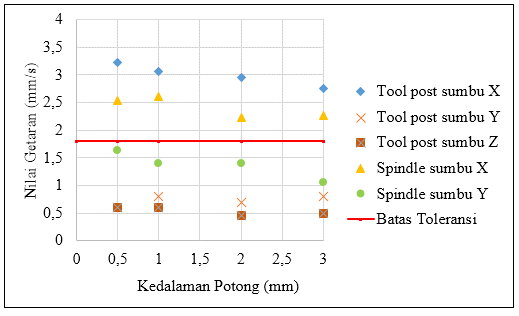 4
3,5
3
2,5
2
1,5
1
0,5
0
Nilai Getaran (mm/s)
0 0,5 1 1,5 2 2,5 3
Kedalaman Potong (mm)
Tool post sumbu X
Tool post sumbu Y
Tool post sumbu Z
Spindle sumbu X
Spindle sumbu Y
Batas Toleransi